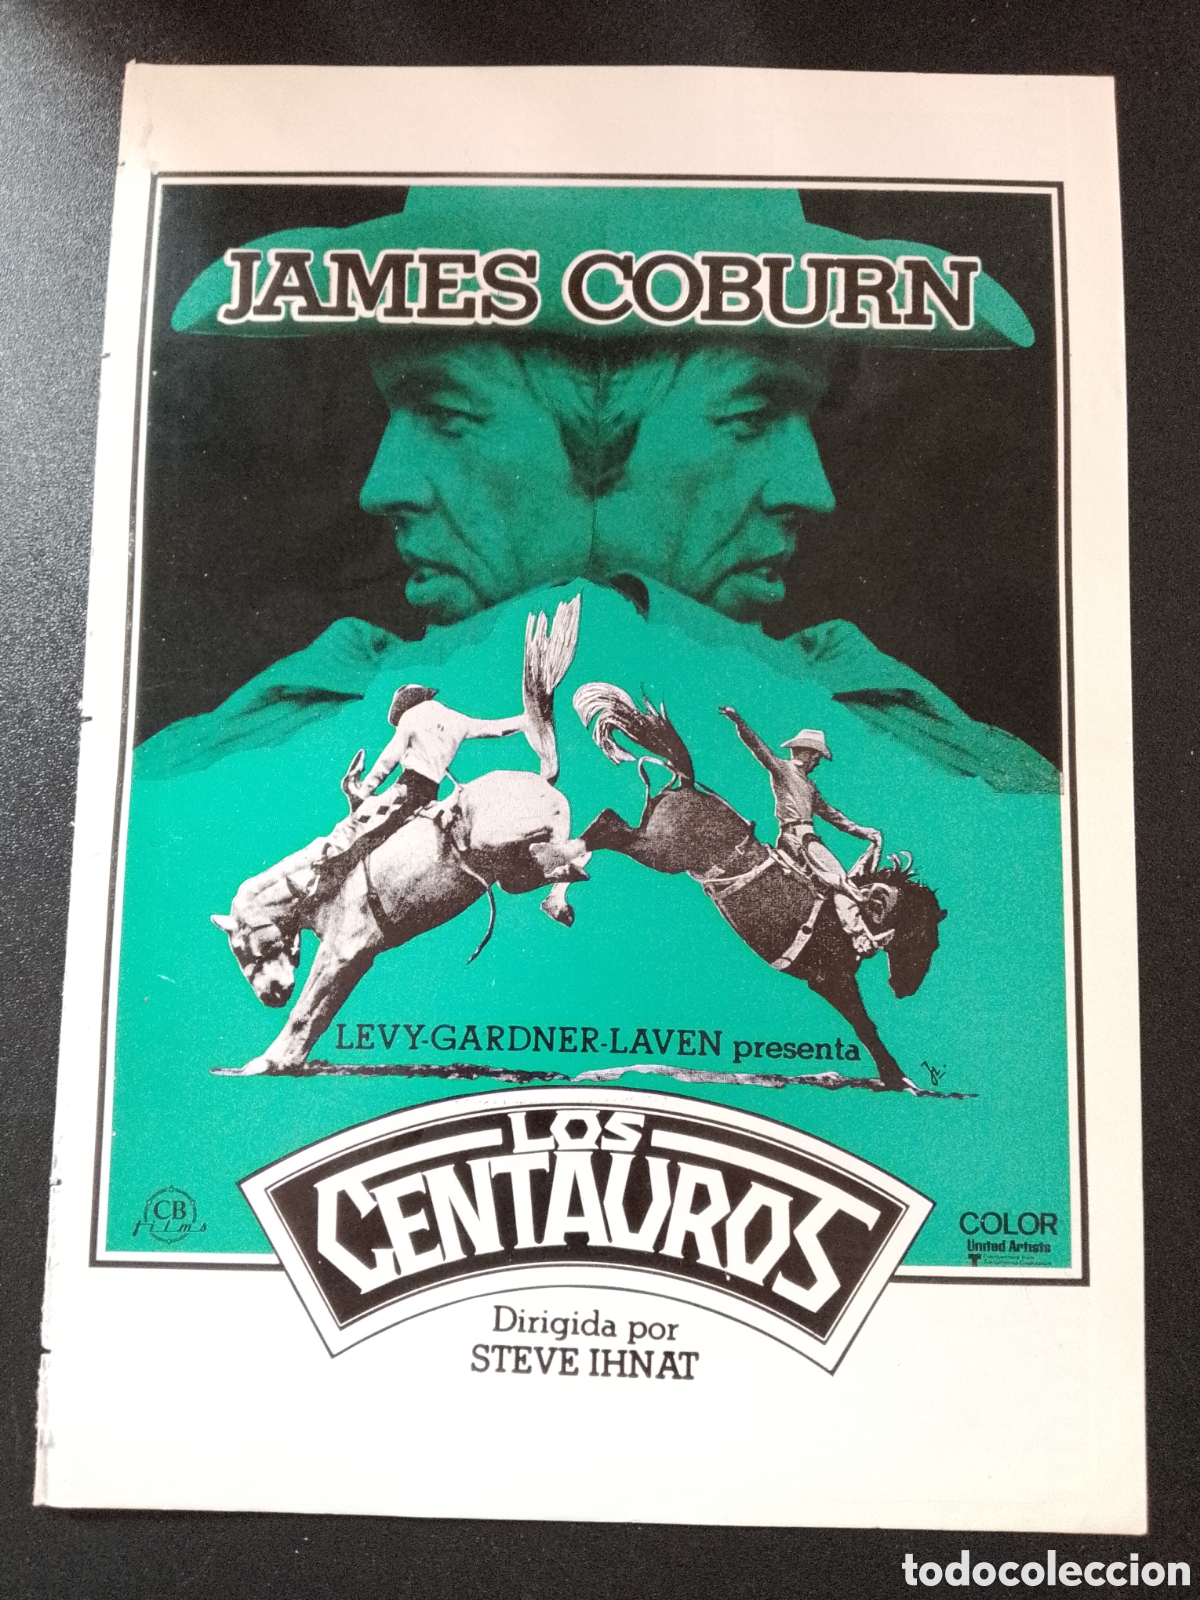 JAMES COBURN
LEVY-GARDNER-LAVEN presenta
LOS
CENTAUROS
CB
films
COLOR
United Artists
T
Dirigida por
STEVE IHNAT
todocoleccion